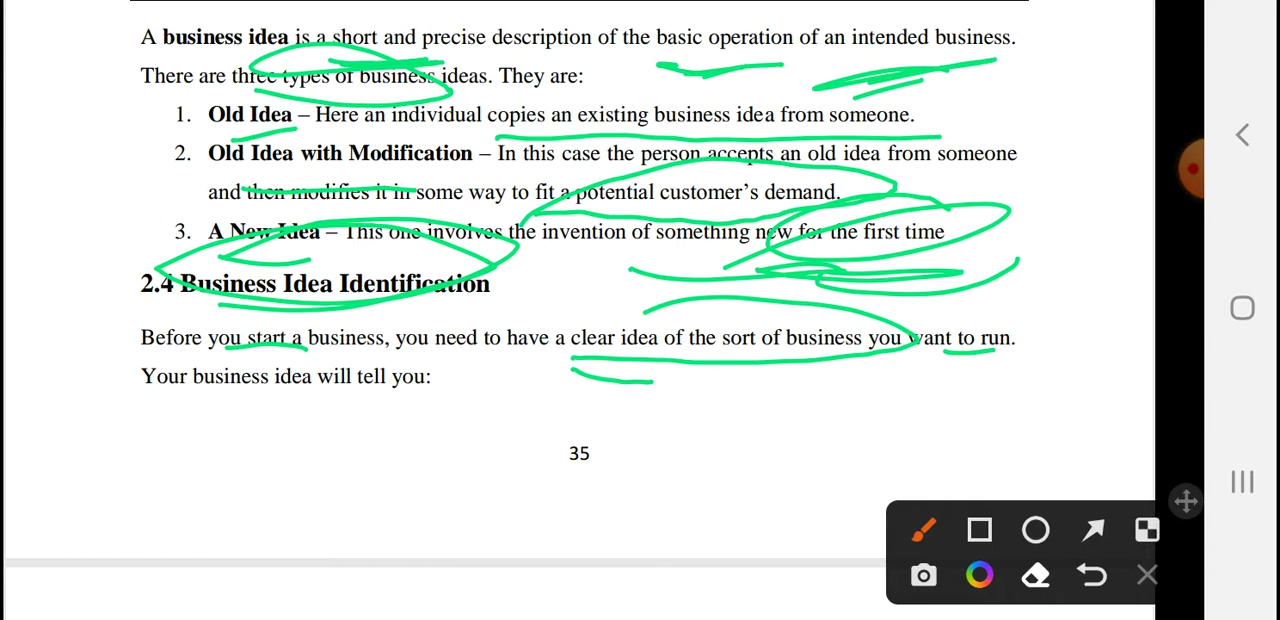 A business idea is a short and precise description of the basic operation of an intended business.
There are three types of business ideas. They are:
1. Old Idea – Here an individual copies an existing business idea from someone.
2. Old Idea with Modification – In this case the person accepts an old idea from someone
and then modifies it in some way to fit a potential customer's demand.
3. A New Idea – This one involves the invention of something new for the first time
2.4 Business Idea Identification
Before you start a business, you need to have a clear idea of the sort of business you want to run.
Your business idea will tell you:
35